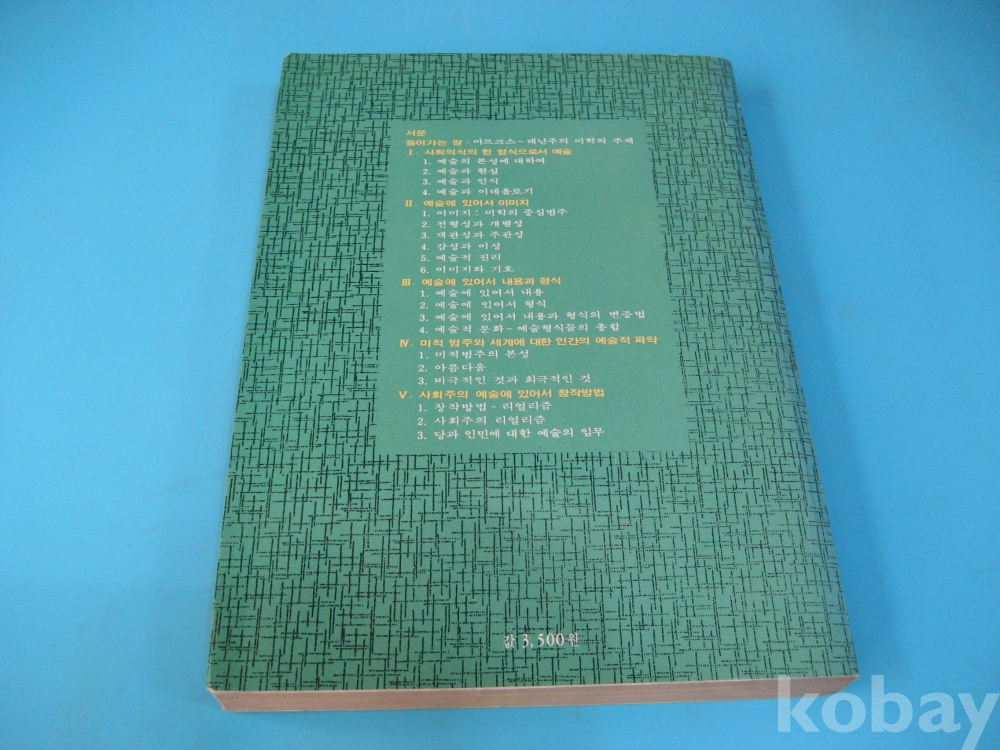 서문
들어가는 말 · 마르크스-레닌주의 미학의 주제
Ⅰ. 사회의식의 한 형식으로서 예술
1. 예술의 본성에 대하여
2. 예술과 현실
3. 예술과 인식
4. 예술과 이데올로기
Ⅱ. 예술에 있어서 이미지
1. 이미지 : 미학의 중심범주
2. 전형성과 개별성
3. 객관성과 주관성
4. 감성과 이성
5. 예술적 진리
6. 이미지와 기호
Ⅲ. 예술에 있어서 내용과 형식
1. 예술에 있어서 내용
2. 예술에 있어서 형식
3. 예술에 있어서 내용과 형식의 변증법
4. 예술적 문화-예술형식들의 총합
Ⅳ. 미적 범주와 세계에 대한 인간의 예술적 파악
1. 미적범주의 본성
2. 아름다움
3. 비극적인 것과 희극적인 것
Ⅴ. 사회주의 예술에 있어서 창작방법
1. 창작방법 - 리얼리즘
2. 사회주의 리얼리즘
3. 당과 인민에 대한 예술의 임무
값 3,500원
kobay